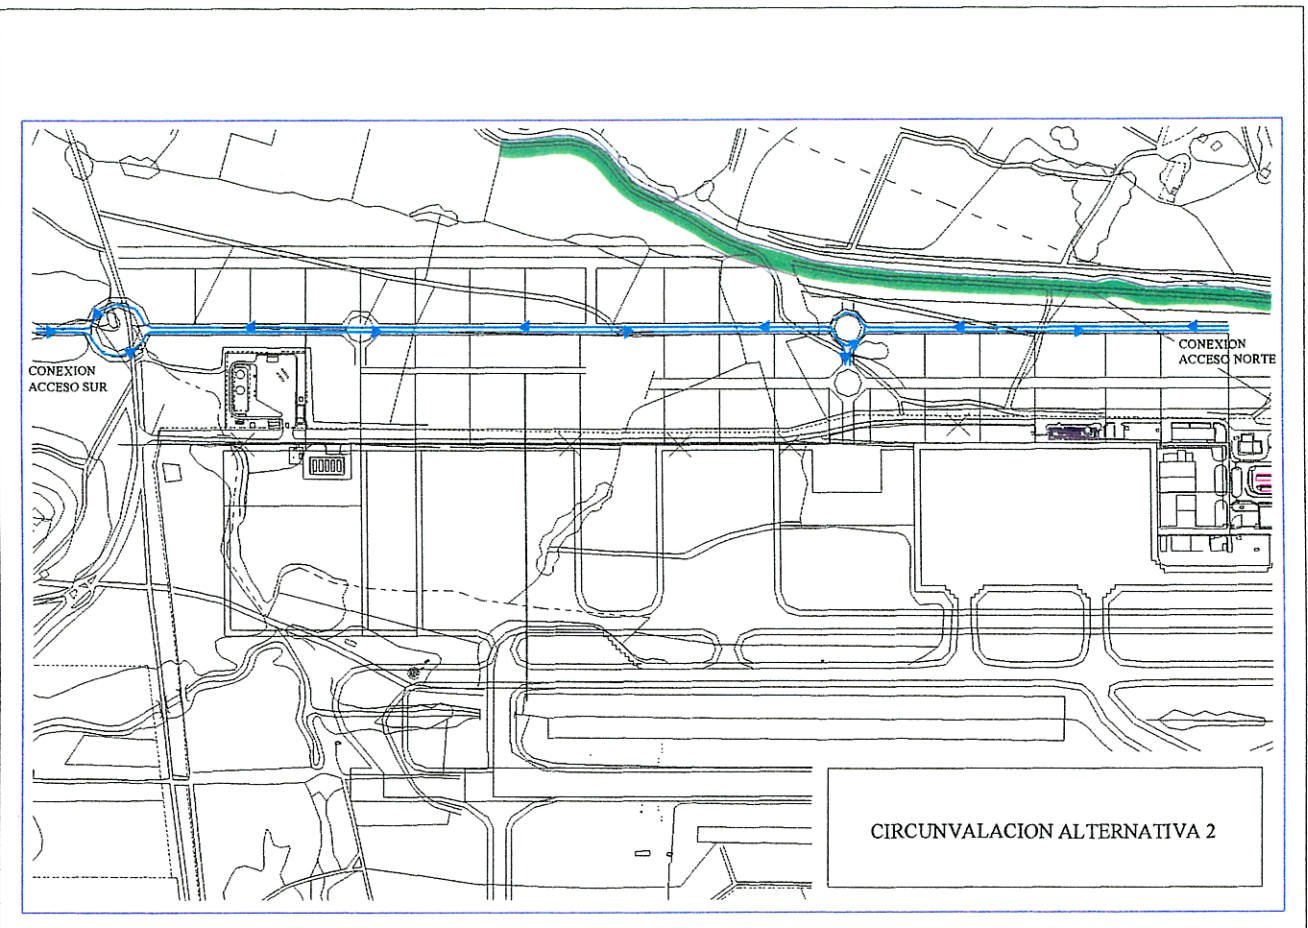 CONEXION
ACCESO SUR
CONEXION
ACCESO NORTE
CIRCUNVALACION ALTERNATIVA 2